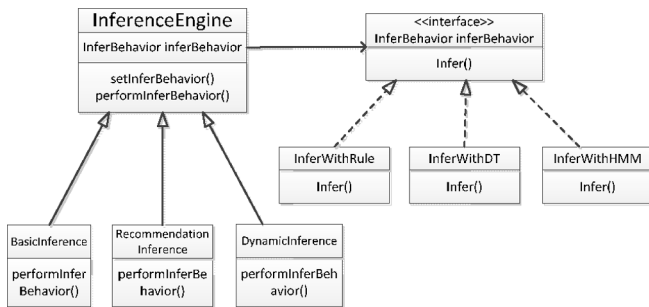 InferenceEngine
InferBehavior inferBehavior
setInferBehavior()
performInferBehavior()
<<interface>>
InferBehavior inferBehavior
Infer()
InferWithRule
Infer()
InferWithDT
Infer()
InferWithHMM
Infer()
BasicInference
performInfer
Behavior()
Recommendation
Inference
performInferBe
havior()
DynamicInference
performInferBeh
avior()